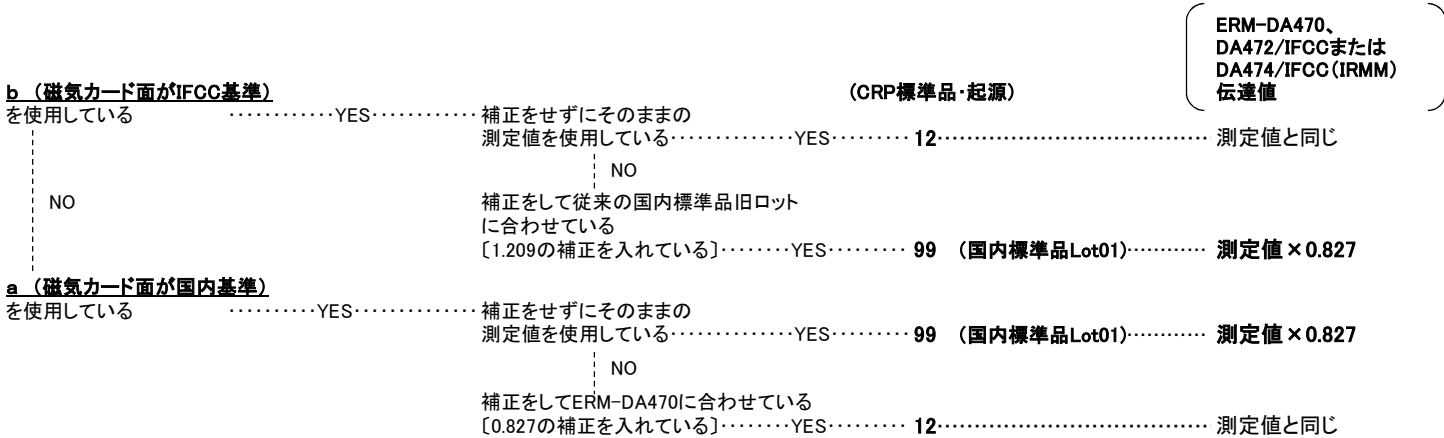 ERM-DA470、
DA472/IFCCまたは
DA474/IFCC(IRMM)
伝達値
b (磁気カード面がIFCC基準) (CRP標準品・起源)
を使用している ············YES············ 補正をせずにそのままの
測定値を使用している··············YES········· 12··································· 測定値と同じ
NO
NO 補正をして従来の国内標準品旧ロット
に合わせている
〔1.209の補正を入れている〕········YES········· 99 (国内標準品Lot01)············ 測定値×0.827
a (磁気カード面が国内基準)
を使用している ··········YES·············· 補正をせずにそのままの
測定値を使用している··············YES········· 99 (国内標準品Lot01)············ 測定値×0.827
NO
補正をしてERM-DA470に合わせている
〔0.827の補正を入れている〕········YES········· 12··································· 測定値と同じ